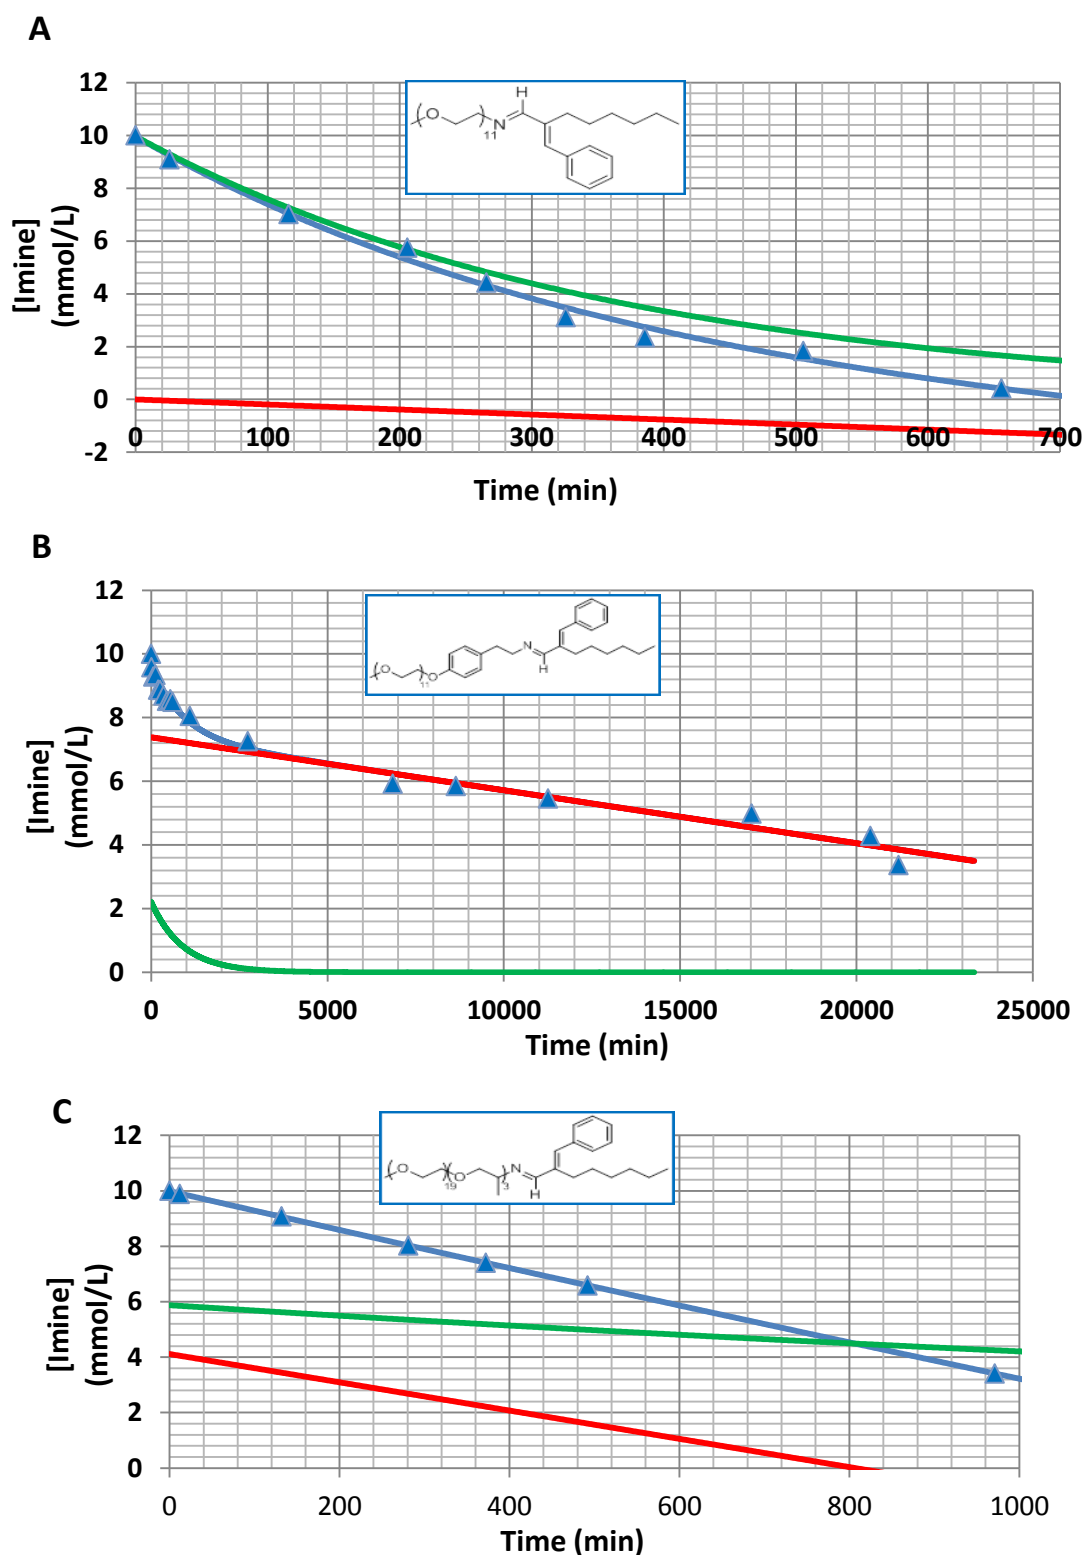 A
12
10
8
6
4
2
0
-2
[Imine]
(mmol/L)
O
11
N
H
0 100 200 300 400 500 600 700
Time (min)
B
12
10
8
6
4
2
0
[Imine]
(mmol/L)
O
11
O
N
H
0 5000 10000 15000 20000 25000
Time (min)
C
12
10
8
6
4
2
0
[Imine]
(mmol/L)
O
19
O
3
N
H
0 200 400 600 800 1000
Time (min)